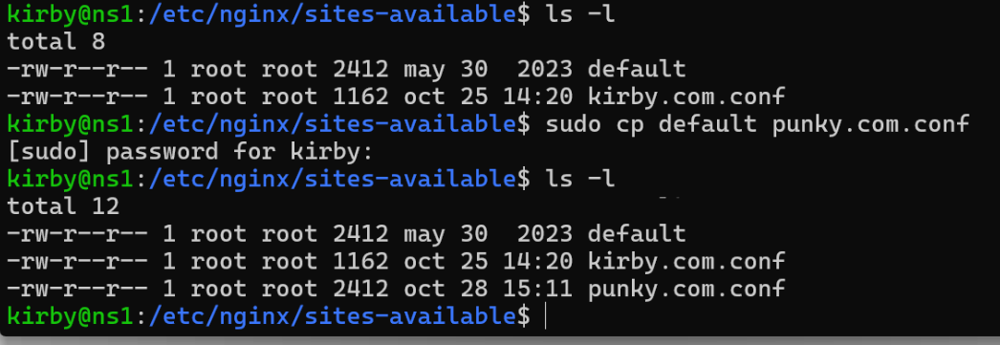 kirby@ns1:/etc/nginx/sites-available$ ls -l
total 8
-rw-r--r-- 1 root root 2412 may 30  2023 default
-rw-r--r-- 1 root root 1162 oct 25 14:20 kirby.com.conf
kirby@ns1:/etc/nginx/sites-available$ sudo cp default punky.com.conf
[sudo] password for kirby:
kirby@ns1:/etc/nginx/sites-available$ ls -l
total 12
-rw-r--r-- 1 root root 2412 may 30  2023 default
-rw-r--r-- 1 root root 1162 oct 25 14:20 kirby.com.conf
-rw-r--r-- 1 root root 2412 oct 28 15:11 punky.com.conf
kirby@ns1:/etc/nginx/sites-available$